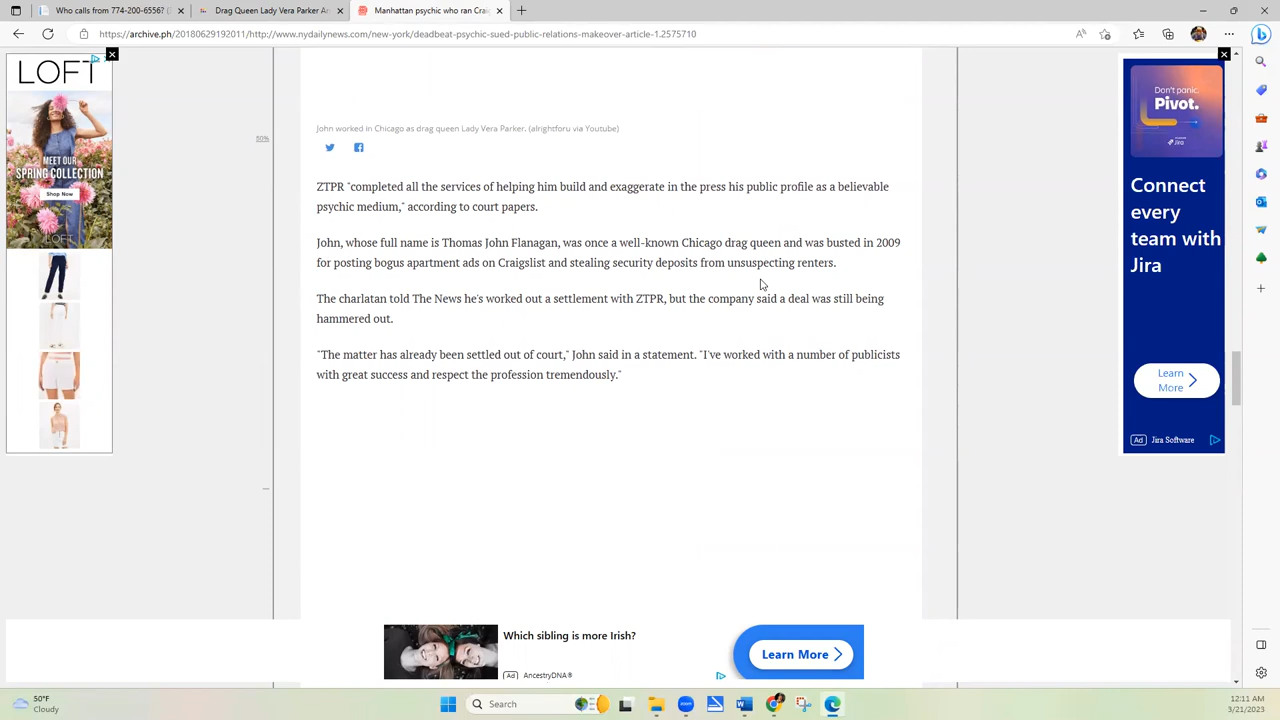 Who calls from 774-200-6556? (
Drag Queen Lady Vera Parker Ar
Manhattan psychic who ran Crai
https://archive.ph/20180629192011/http://www.nydailynews.com/new-york/deadbeat-psychic-sued-public-relations-makeover-article-1.2575710
LOFT
MEET OUR
SPRING COLLECTION
Shop Now
LOFT
50%
John worked in Chicago as drag queen Lady Vera Parker. (alrightforu via Youtube)
ZTPR "completed all the services of helping him build and exaggerate in the press his public profile as a believable
psychic medium," according to court papers.
John, whose full name is Thomas John Flanagan, was once a well-known Chicago drag queen and was busted in 2009
for posting bogus apartment ads on Craigslist and stealing security deposits from unsuspecting renters.
The charlatan told The News he's worked out a settlement with ZTPR, but the company said a deal was still being
hammered out.
"The matter has already been settled out of court," John said in a statement. "I've worked with a number of publicists
with great success and respect the profession tremendously."
Don't panic.
Pivot.
Jira
Connect
every
team with
Jira
Learn
More
Ad Jira Software
Which sibling is more Irish?
Ad AncestryDNA®
Learn More
50°F
Cloudy
Search
12:11 AM
3/21/2023